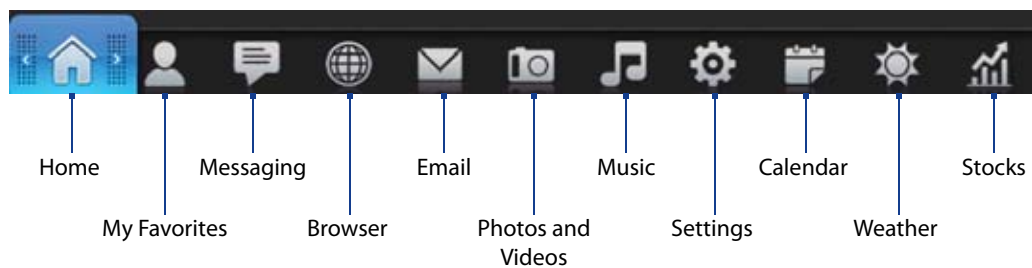 Home
Messaging
Email
Music
Calendar
Stocks
My Favorites
Browser
Photos and
Videos
Settings
Weather